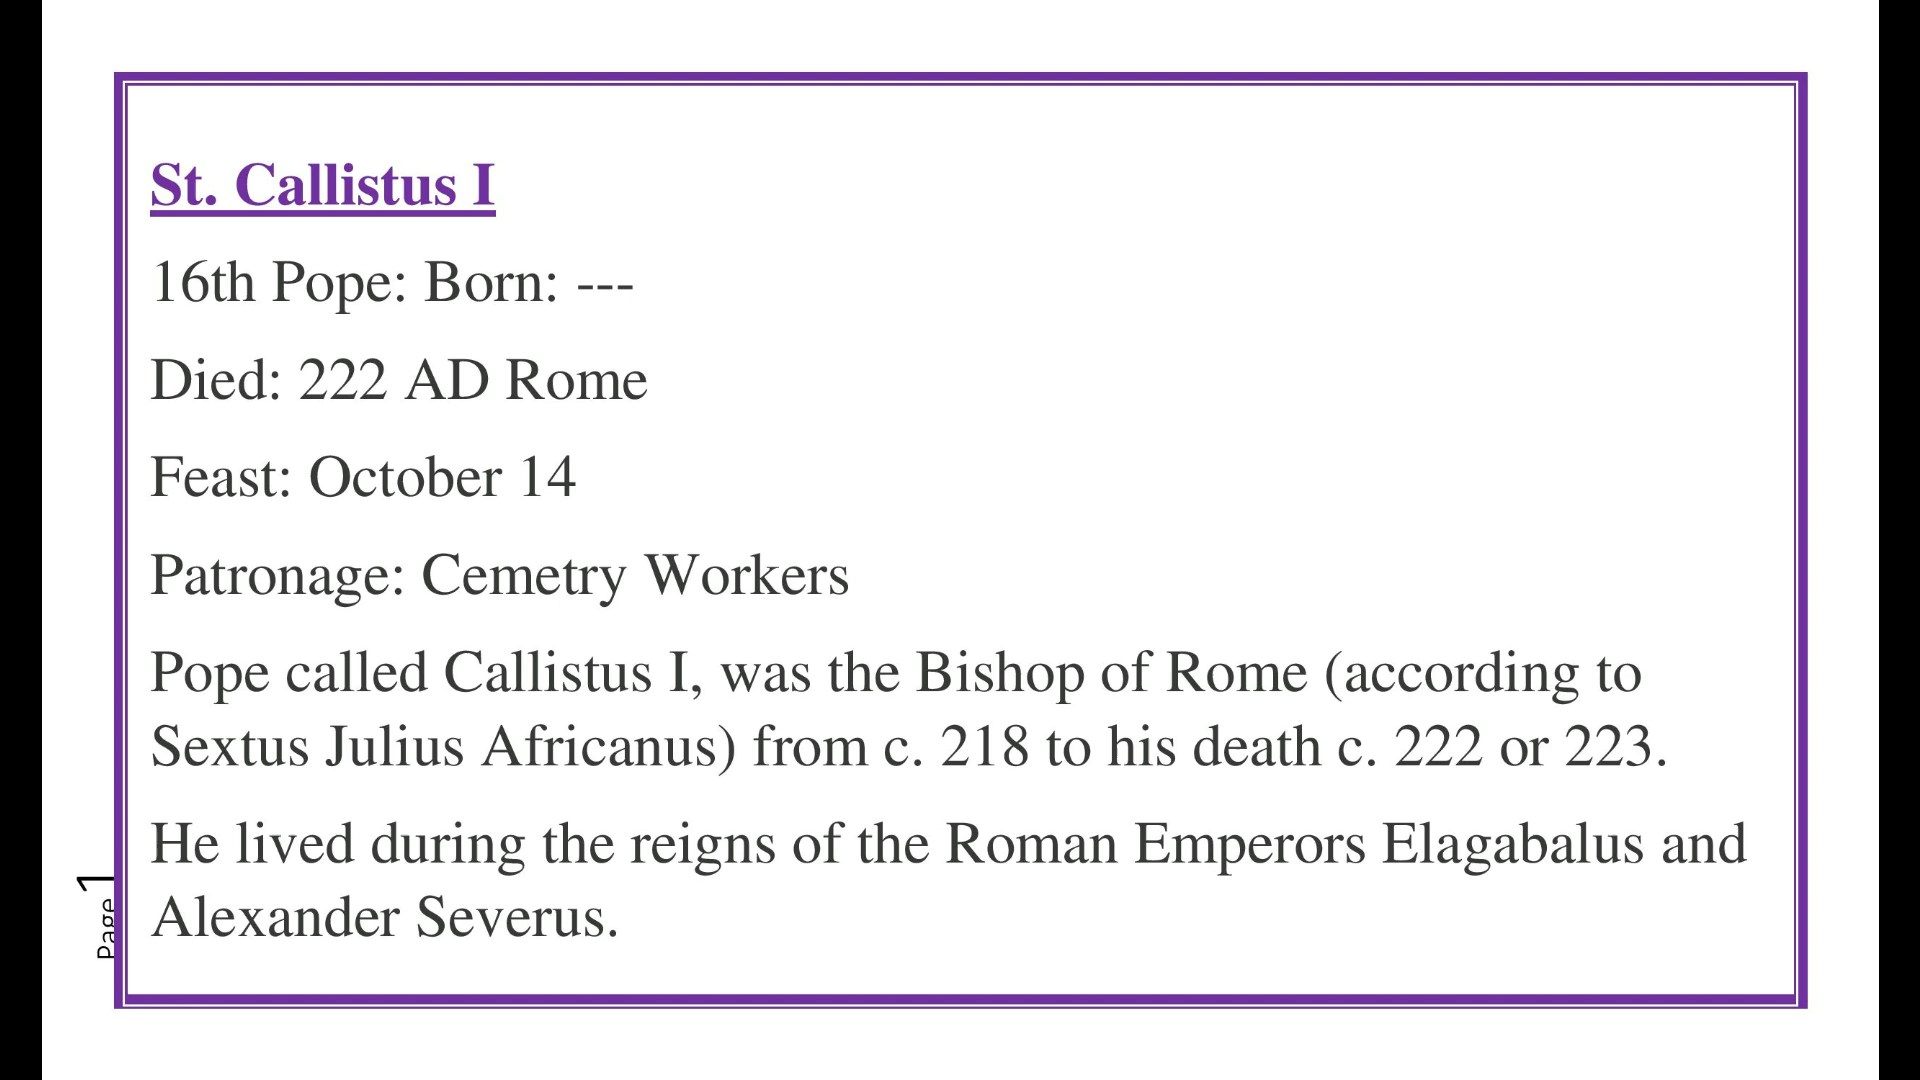 St. Callistus I
16th Pope: Born: ---
Died: 222 AD Rome
Feast: October 14
Patronage: Cemetry Workers
Pope called Callistus I, was the Bishop of Rome (according to
Sextus Julius Africanus) from c. 218 to his death c. 222 or 223.
He lived during the reigns of the Roman Emperors Elagabalus and
Alexander Severus.
Page 1